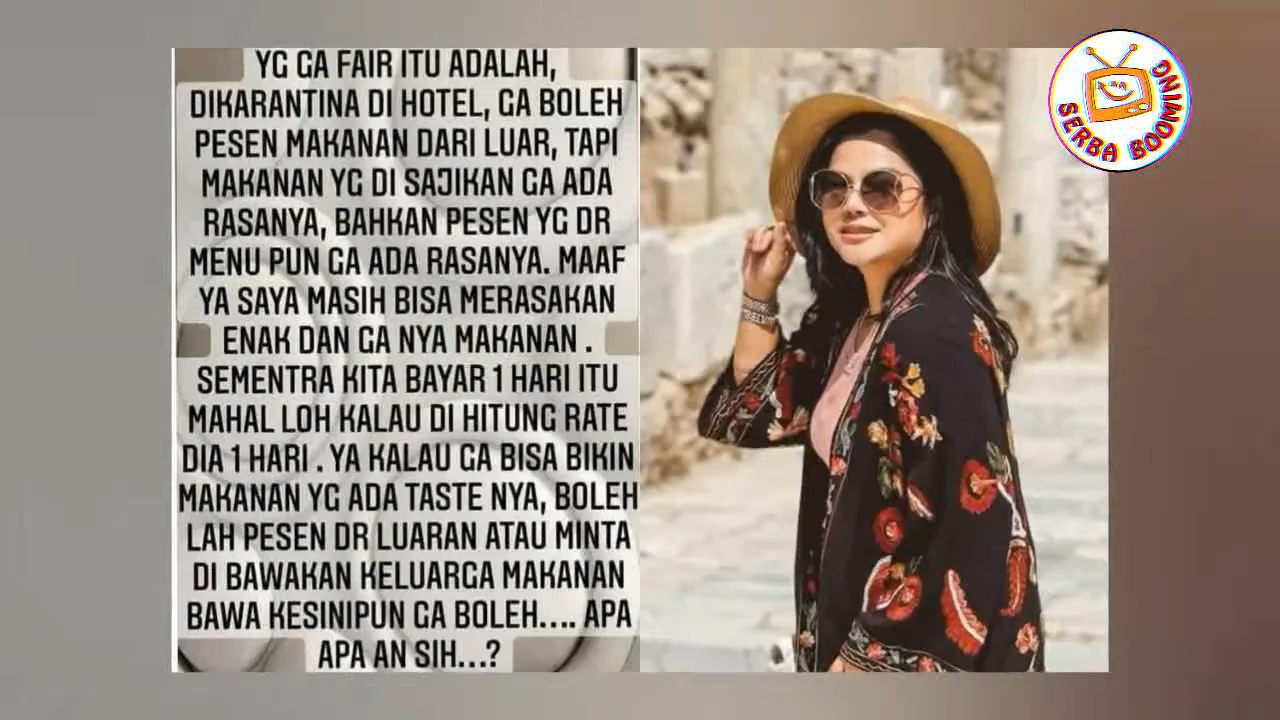 YG GA FAIR ITU ADALAH,
DIKARANTINA DI HOTEL, GA BOLEH
PESEN MAKANAN DARI LUAR, TAPI
MAKANAN YG DI SAJIKAN GA ADA
RASANYA, BAHKAN PESEN YG DR
MENU PUN GA ADA RASANYA. MAAF
YA SAYA MASIH BISA MERASAKAN
ENAK DAN GA NYA MAKANAN .
SEMENTRA KITA BAYAR 1 HARI ITU
MAHAL LOH KALAU DI HITUNG RATE
DIA 1 HARI . YA KALAU GA BISA BIKIN
MAKANAN YG ADA TASTE NYA, BOLEH
LAH PESEN DR LUARAN ATAU MINTA
DI BAWAKAN KELUARGA MAKANAN
BAWA KESINIPUN GA BOLEH.... APA
APA AN SIH...?
SERBA BOOMING